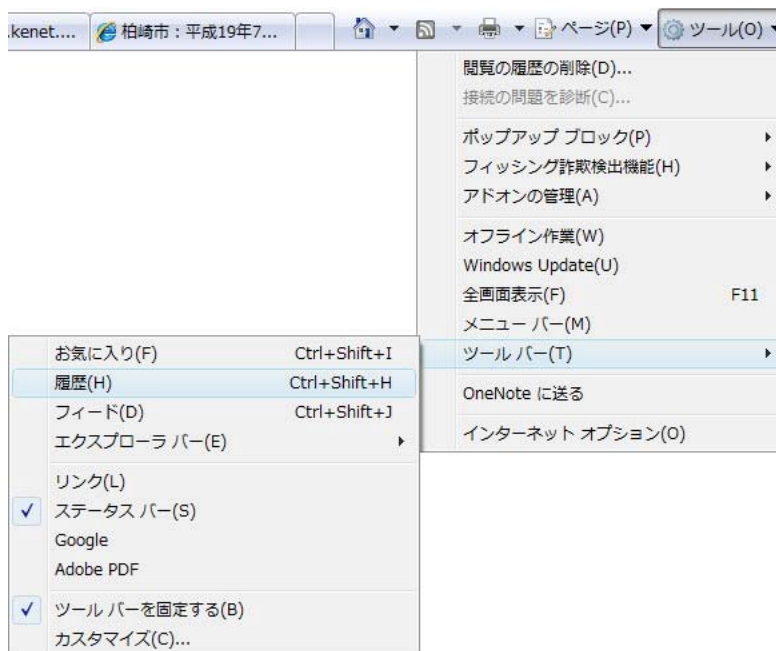 .kenet....
柏崎市：平成19年7...
ページ(P)
ツール(O)
閲覧の履歴の削除(D)...
接続の問題を診断(C)...
ポップアップ ブロック(P)
フィッシング詐欺検出機能(H)
アドオンの管理(A)
オフライン作業(W)
Windows Update(U)
全画面表示(F) F11
メニュー バー(M)
ツール バー(T)
OneNote に送る
インターネット オプション(O)
お気に入り(F) Ctrl+Shift+I
履歴(H) Ctrl+Shift+H
フィード(D) Ctrl+Shift+J
エクスプローラ バー(E)
リンク(L)
ステータス バー(S)
Google
Adobe PDF
ツール バーを固定する(B)
カスタマイズ(C)...